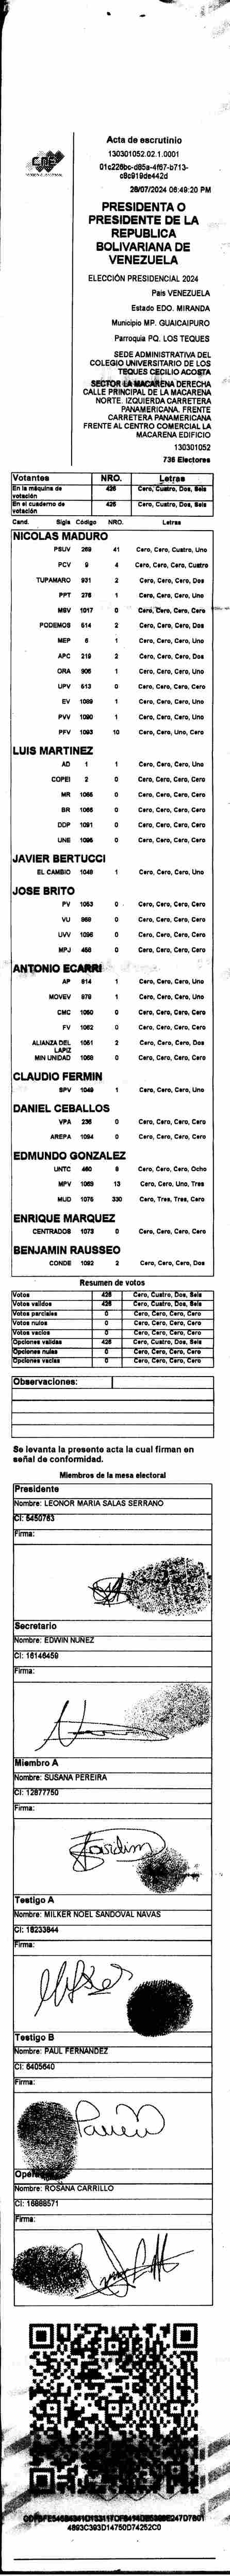 CNE
PODER ELECTORAL
Acta de escrutinio
130301052.02.1.0001
01c226bc-d85a-4f67-b713-
c8c919de442d
28/07/2024 06:49:20 PM
PRESIDENTA O
PRESIDENTE DE LA
REPUBLICA
BOLIVARIANA DE
VENEZUELA
ELECCIÓN PRESIDENCIAL 2024
Pais VENEZUELA
Estado EDO. MIRANDA
Municipio MP. GUAICAIPURO
Parroquia PQ. LOS TEQUES
SEDE ADMINISTRATIVA DEL
COLEGIO UNIVERSITARIO DE LOS
TEQUES CECILIO ACOSTA
SECTOR LA MACARENA DERECHA
CALLE PRINCIPAL DE LA MACARENA
NORTE. IZQUIERDA CARRETERA
PANAMERICANA. FRENTE
CARRETERA PANAMERICANA
FRENTE AL CENTRO COMERCIAL LA
MACARENA EDIFICIO
130301052
736 Electores
Votantes NRO. Letras
En la máquina de votación 426 Cero, Cuatro, Dos, Seis
En el cuaderno de votación 426 Cero, Cuatro, Dos, Seis
Cand. Sigla Código NRO. Letras
NICOLAS MADURO
PSUV 269 41 Cero, Cero, Cuatro, Uno
PCV 9 4 Cero, Cero, Cero, Cuatro
TUPAMARO 931 2 Cero, Cero, Cero, Dos
PPT 278 1 Cero, Cero, Cero, Uno
MSV 1017 0 Cero, Cero, Cero, Cero
PODEMOS 614 2 Cero, Cero, Cero, Dos
MEP 6 1 Cero, Cero, Cero, Uno
APC 219 2 Cero, Cero, Cero, Dos
ORA 906 1 Cero, Cero, Cero, Uno
UPV 613 0 Cero, Cero, Cero, Cero
EV 1089 1 Cero, Cero, Cero, Uno
PVV 1090 1 Cero, Cero, Cero, Uno
PFV 1093 10 Cero, Cero, Uno, Cero
LUIS MARTINEZ
AD 1 1 Cero, Cero, Cero, Uno
COPEI 2 0 Cero, Cero, Cero, Cero
MR 1065 0 Cero, Cero, Cero, Cero
BR 1066 0 Cero, Cero, Cero, Cero
DDP 1091 0 Cero, Cero, Cero, Cero
UNE 1095 0 Cero, Cero, Cero, Cero
JAVIER BERTUCCI
EL CAMBIO 1048 1 Cero, Cero, Cero, Uno
JOSE BRITO
PV 1053 0 Cero, Cero, Cero, Cero
VU 969 0 Cero, Cero, Cero, Cero
UVV 1096 0 Cero, Cero, Cero, Cero
MPJ 456 0 Cero, Cero, Cero, Cero
ANTONIO ECARRI
AP 814 1 Cero, Cero, Cero, Uno
MOVEV 979 1 Cero, Cero, Cero, Uno
CMC 1050 0 Cero, Cero, Cero, Cero
FV 1062 0 Cero, Cero, Cero, Cero
ALIANZA DEL LAPIZ 1051 2 Cero, Cero, Cero, Dos
MIN UNIDAD 1068 0 Cero, Cero, Cero, Cero
CLAUDIO FERMIN
SPV 1049 1 Cero, Cero, Cero, Uno
DANIEL CEBALLOS
VPA 236 0 Cero, Cero, Cero, Cero
AREPA 1094 0 Cero, Cero, Cero, Cero
EDMUNDO GONZALEZ
UNTC 460 8 Cero, Cero, Cero, Ocho
MPV 1069 13 Cero, Cero, Uno, Tres
MUD 1075 330 Cero, Tres, Tres, Cero
ENRIQUE MARQUEZ
CENTRADOS 1073 0 Cero, Cero, Cero, Cero
BENJAMIN RAUSSEO
CONDE 1092 2 Cero, Cero, Cero, Dos
Resumen de votos
Votos 426 Cero, Cuatro, Dos, Seis
Votos validos 426 Cero, Cuatro, Dos, Seis
Votos parciales 0 Cero, Cero, Cero, Cero
Votos nulos 0 Cero, Cero, Cero, Cero
Votos vacios 0 Cero, Cero, Cero, Cero
Opciones validas 426 Cero, Cuatro, Dos, Seis
Opciones nulas 0 Cero, Cero, Cero, Cero
Opciones vacias 0 Cero, Cero, Cero, Cero
Observaciones:
Se levanta la presente acta la cual firman en
señal de conformidad.
Miembros de la mesa electoral
Presidente
Nombre: LEONOR MARIA SALAS SERRANO
CI: 6450763
Firma:
Secretario
Nombre: EDWIN NUÑEZ
CI: 16146459
Firma:
Miembro A
Nombre: SUSANA PEREIRA
CI: 12877750
Firma:
Testigo A
Nombre: MILKER NOEL SANDOVAL NAVAS
CI: 18233844
Firma:
Testigo B
Nombre: PAUL FERNANDEZ
CI: 6405640
Firma:
Nombre: ROSANA CARRILLO
CI: 16888571
Firma:
4893C393D14750D74252C0